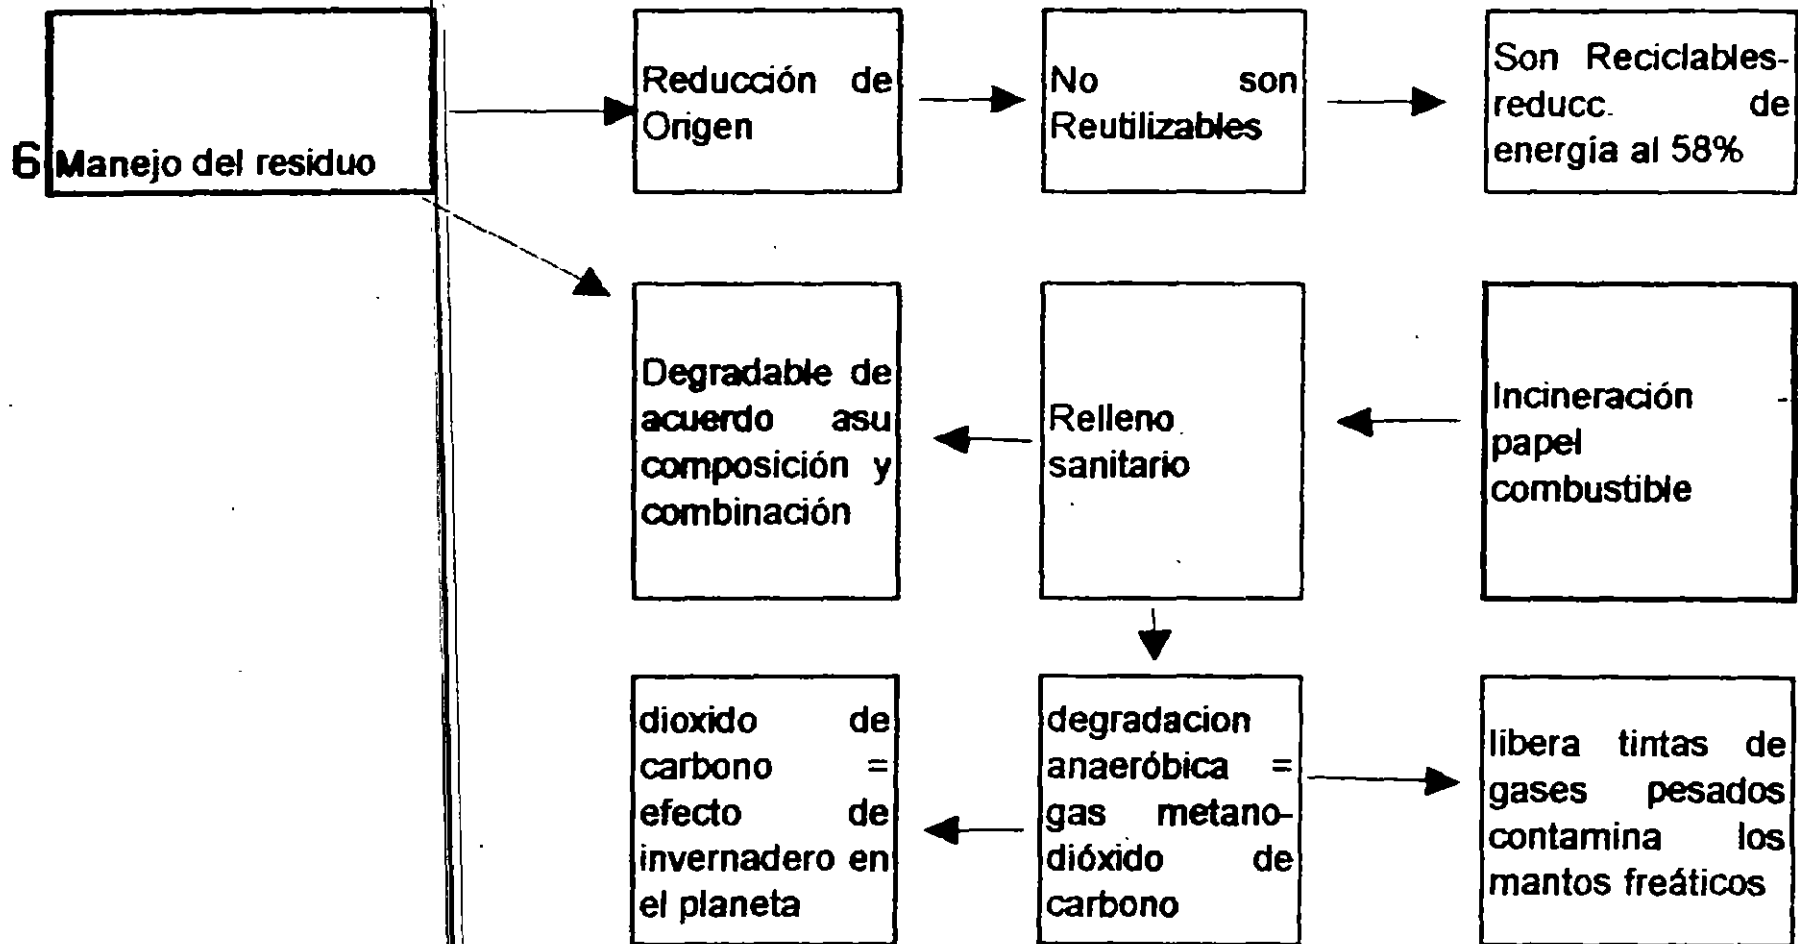 6 Manejo del residuo
Reducción de
Origen
No son
Reutilizables
Son Reciclables-
reducc. de
energía al 58%
Degradable de
acuerdo asu
composición y
combinación
Relleno
sanitario
Incineración -
papel
combustible
dioxido de
carbono =
efecto de
invernadero en
el planeta
degradacion
anaeróbica =
gas metano-
dióxido de
carbono
libera tintas de
gases pesados
contamina los
mantos freáticos